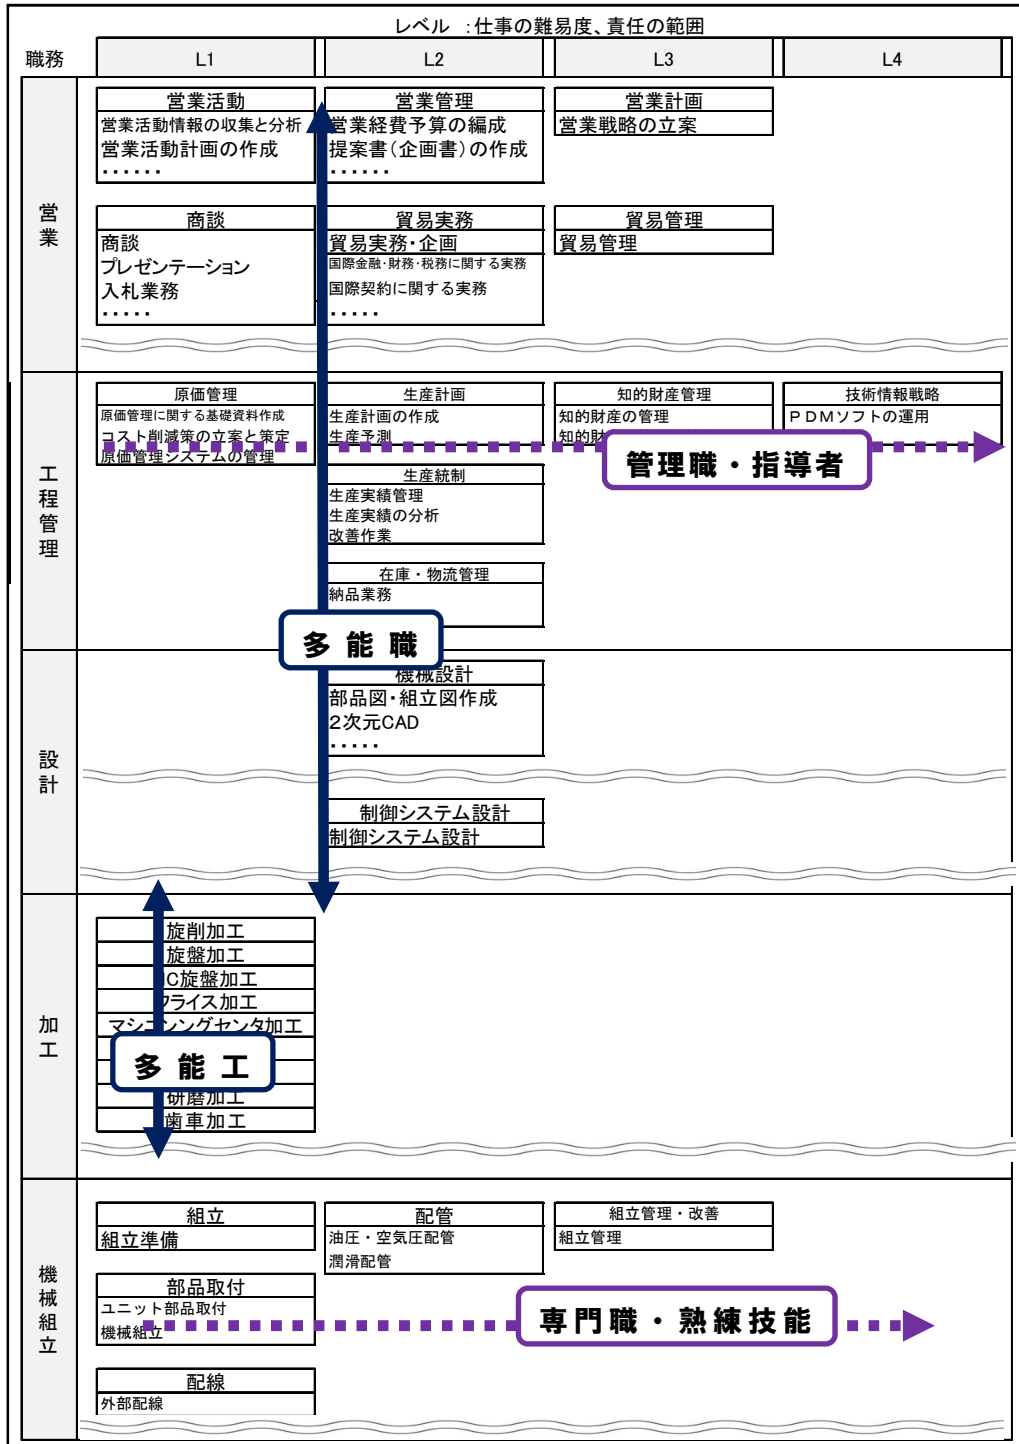 レベル ：仕事の難易度、責任の範囲
職務
L1
L2
L3
L4
営業
営業活動
営業活動情報の収集と分析
営業活動計画の作成
・・・・・・
営業管理
営業経費予算の編成
提案書(企画書)の作成
・・・・・・
営業計画
営業戦略の立案
商談
商談
プレゼンテーション
入札業務
・・・・・
貿易実務
貿易実務・企画
国際金融・財務・税務に関する実務
国際契約に関する実務
・・・・・
貿易管理
貿易管理
工程管理
原価管理
原価管理に関する基礎資料作成
コスト削減策の立案と策定
原価管理システムの管理
生産計画
生産計画の作成
生産予測
知的財産管理
知的財産の管理
知的財
技術情報戦略
ＰＤＭソフトの運用
管理職・指導者
生産統制
生産実績管理
生産実績の分析
改善作業
在庫・物流管理
納品業務
多能職
設計
機械設計
部品図・組立図作成
2次元CAD
・・・・・
制御システム設計
制御システム設計
加工
旋削加工
旋盤加工
C旋盤加工
フライス加工
マシニングセンタ加工
多能工
研磨加工
歯車加工
機械組立
組立
組立準備
配管
油圧・空気圧配管
潤滑配管
組立管理・改善
組立管理
部品取付
ユニット部品取付
機械組立
専門職・熟練技能
配線
外部配線